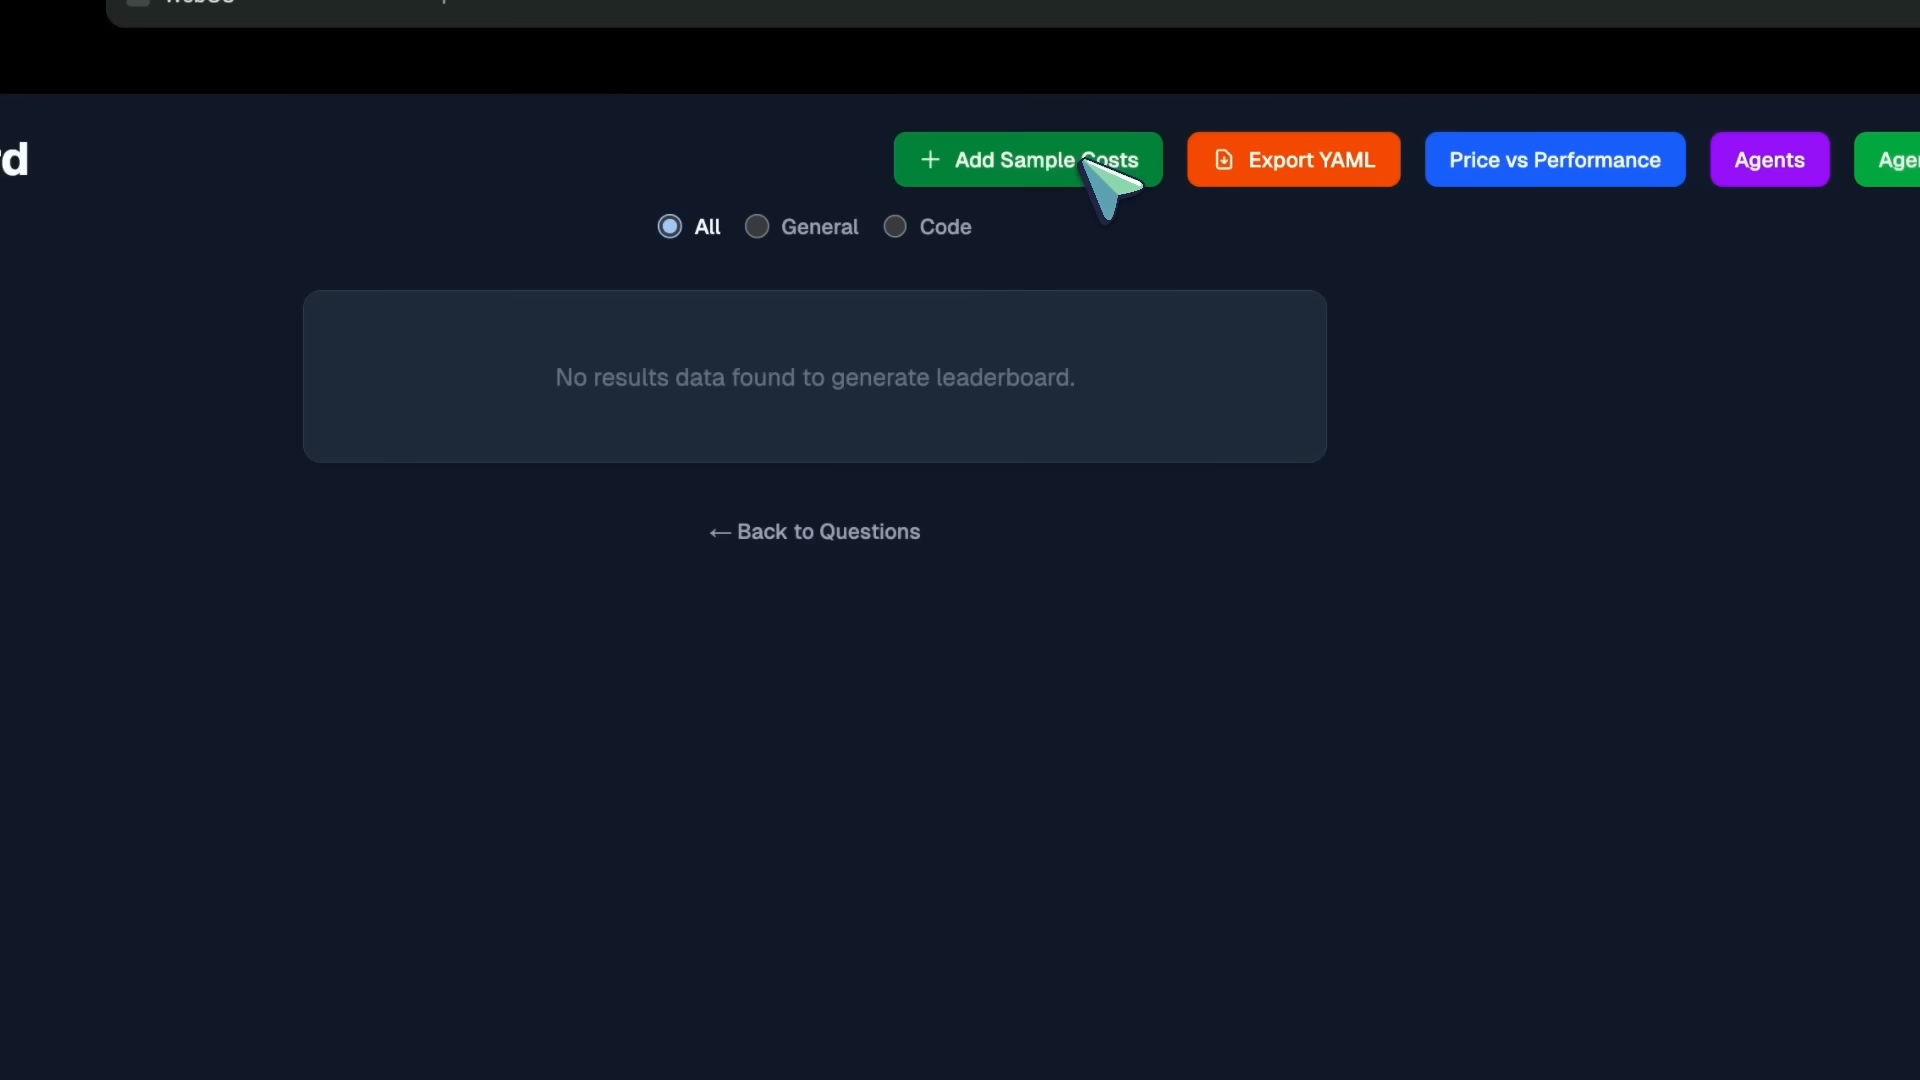 d
Add Sample Costs
Export YAML
Price vs Performance
Agents
All
General
Code
No results data found to generate leaderboard.
← Back to Questions